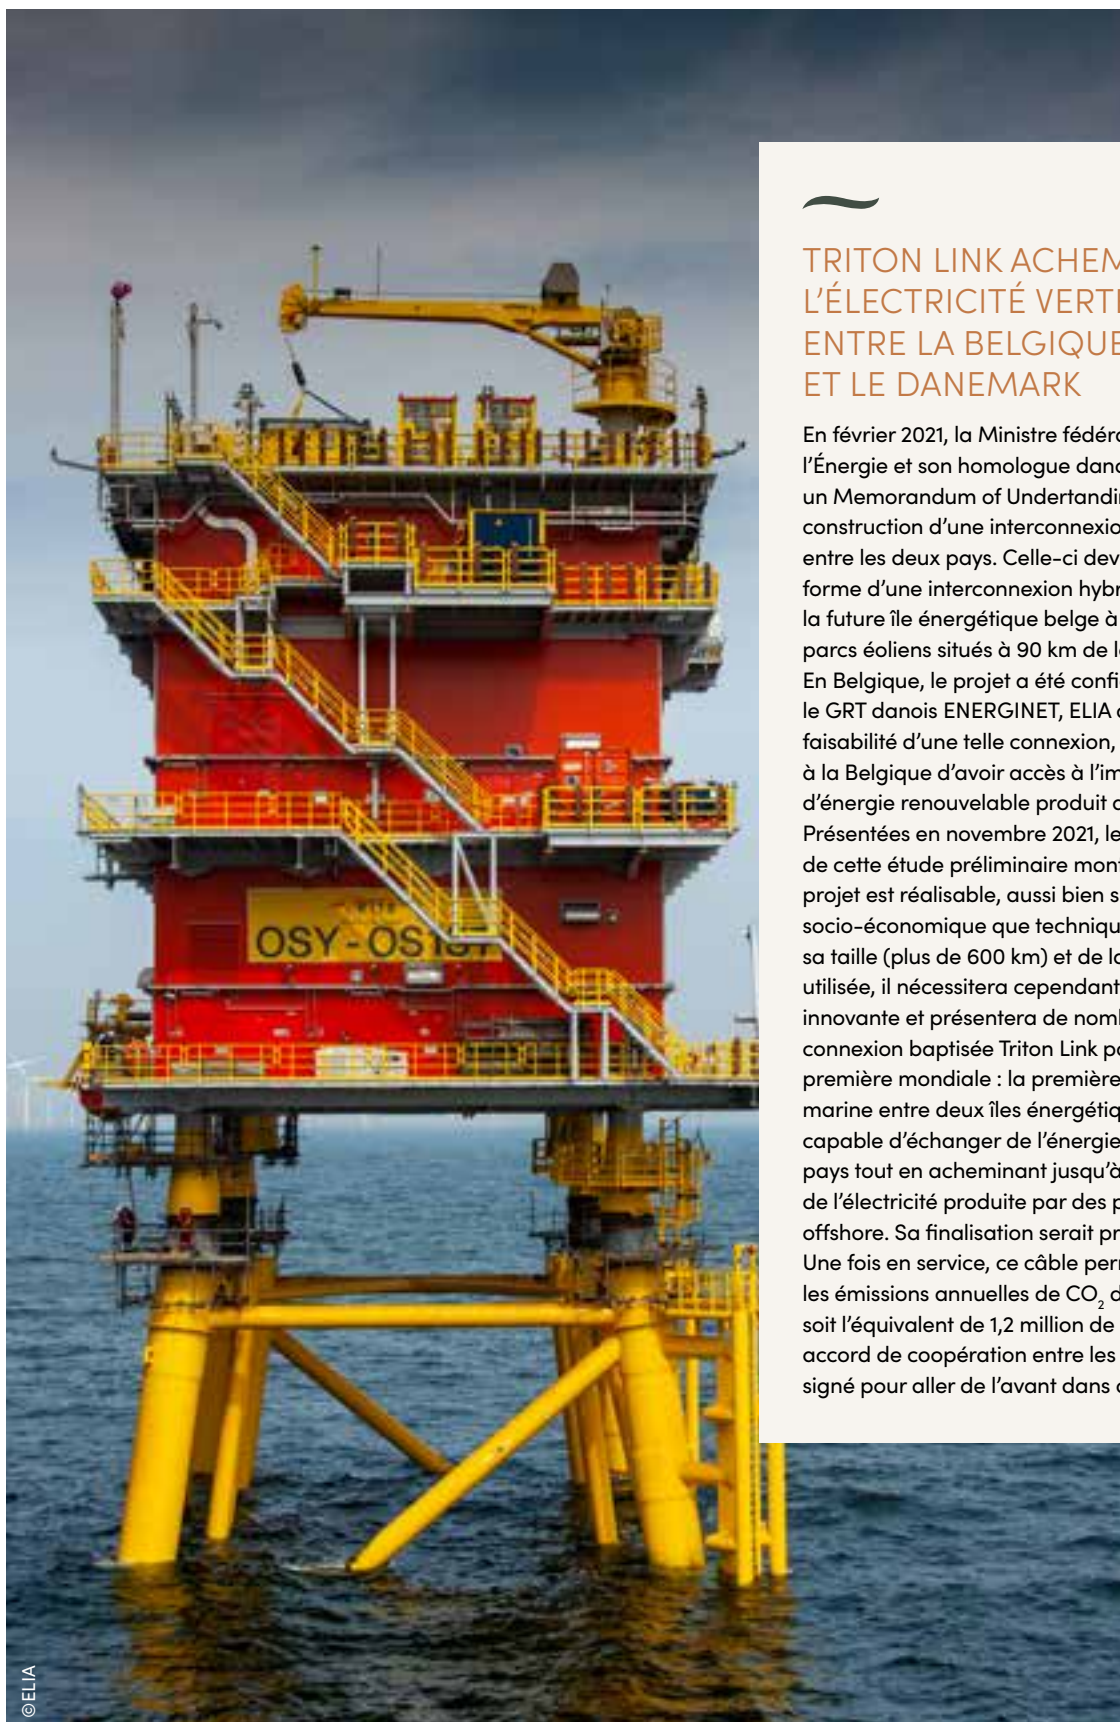 TRITON LINK ACHEM
L’ÉLECTRICITÉ VERTE
ENTRE LA BELGIQUE
ET LE DANEMARK
En février 2021, la Ministre fédéra
l’Énergie et son homologue dano
un Memorandum of Undertandin
construction d’une interconnexio
entre les deux pays. Celle-ci dev
forme d’une interconnexion hybr
la future île énergétique belge à
parcs éoliens situés à 90 km de l
En Belgique, le projet a été confi
le GRT danois ENERGINET, ELIA
faisabilité d’une telle connexion,
à la Belgique d’avoir accès à l’im
d’énergie renouvelable produit
Présentées en novembre 2021, le
de cette étude préliminaire mon
projet est réalisable, aussi bien s
socio-économique que techniqu
sa taille (plus de 600 km) et de l
utilisée, il nécessitera cependant
innovante et présentera de nom
connexion baptisée Triton Link p
première mondiale : la première
marine entre deux îles énergétiq
capable d’échanger de l’énergie
pays tout en acheminant jusqu’à
de l’électricité produite par des p
offshore. Sa finalisation serait pr
Une fois en service, ce câble per
les émissions annuelles de CO₂ d
soit l’équivalent de 1,2 million de
accord de coopération entre les
signé pour aller de l’avant dans
OSY-OS
©ELIA